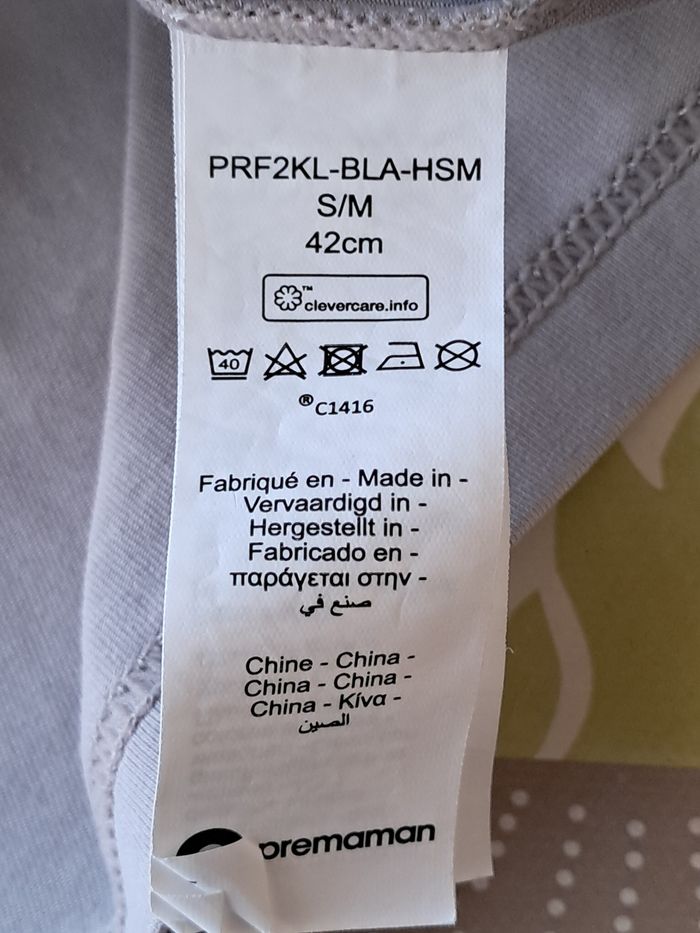 PRF2KL-BLA-HSM
S/M
42cm
™
clevercare.info
40
®C1416
Fabriqué en - Made in -
Vervaardigd in -
Hergestellt in -
Fabricado en -
παράγεται στην -
صنع في
Chine - China -
China - China -
China - Κίνα -
الصين
premaman